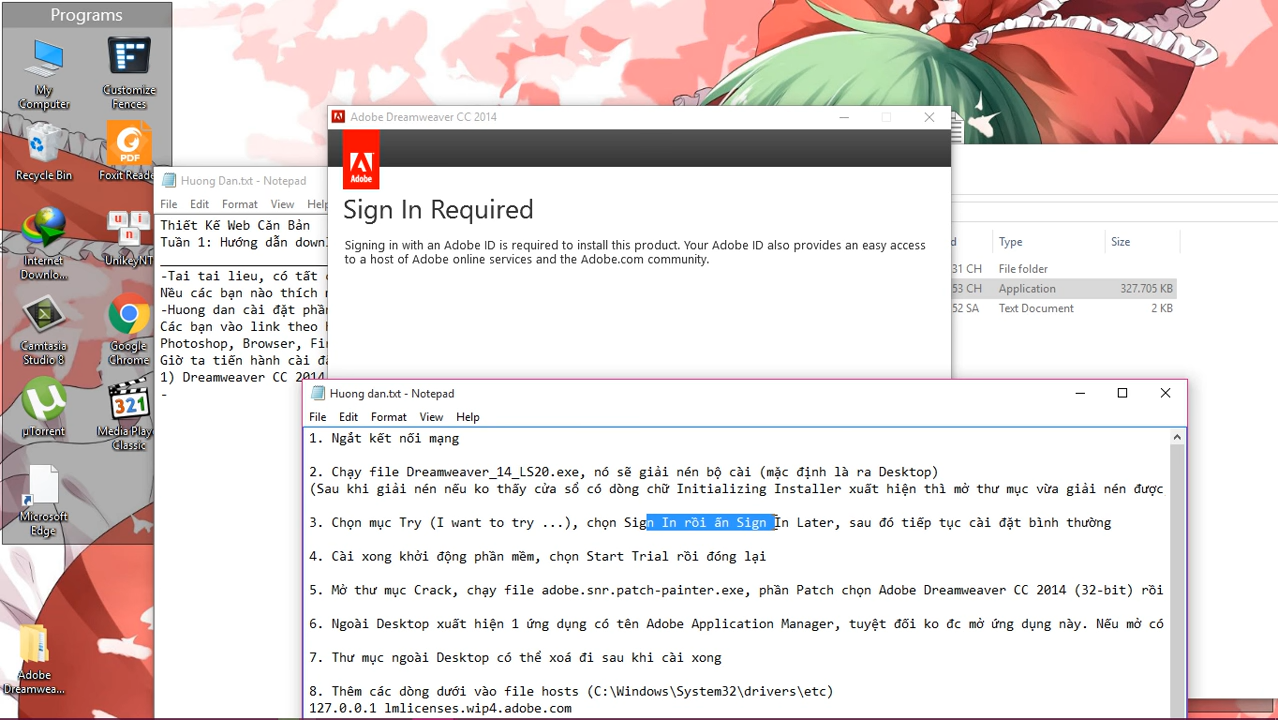 Programs
My Computer
Customize Fences
Recycle Bin
PDF
Foxit Reade
Internet Downlo...
u n i
UnikeyNT
Camtasia Studio 8
Google Chrome
µTorrent
321
Media Play Classic
Microsoft Edge
Adobe Dreamwea...
Huong Dan.txt - Notepad
File Edit Format View Help
Thiết Kế Web Căn Bản
Tuần 1: Hướng dẫn down
-Tai tai lieu, có tất
Nều các bạn nào thích
-Huong dan cài đặt phần
Các bạn vào link theo
Photoshop, Browser,
Giờ ta tiến hành cài
1) Dreamweaver CC 2014
-
Adobe Dreamweaver CC 2014
Adobe
Sign In Required
Signing in with an Adobe ID is required to install this product. Your Adobe ID also provides an easy access
to a host of Adobe online services and the Adobe.com community.
d Type Size
31 CH File folder
53 CH Application 327.705 KB
52 SA Text Document 2 KB
Huong dan.txt - Notepad
File Edit Format View Help
1. Ngắt kết nối mạng
2. Chạy file Dreamweaver_14_LS20.exe, nó sẽ giải nén bộ cài (mặc định là ra Desktop)
(Sau khi giải nén nếu ko thấy cửa sổ có dòng chữ Initializing Installer xuất hiện thì mở thư mục vừa giải nén được
3. Chọn mục Try (I want to try ...), chọn Sign In rồi ấn Sign In Later, sau đó tiếp tục cài đặt bình thường
4. Cài xong khởi động phần mềm, chọn Start Trial rồi đóng lại
5. Mở thư mục Crack, chạy file adobe.snr.patch-painter.exe, phần Patch chọn Adobe Dreamweaver CC 2014 (32-bit) rồi
6. Ngoài Desktop xuất hiện 1 ứng dụng có tên Adobe Application Manager, tuyệt đối ko đc mở ứng dụng này. Nếu mở có
7. Thư mục ngoài Desktop có thể xoá đi sau khi cài xong
8. Thêm các dòng dưới vào file hosts (C:\Windows\System32\drivers\etc)
127.0.0.1 lmlicenses.wip4.adobe.com